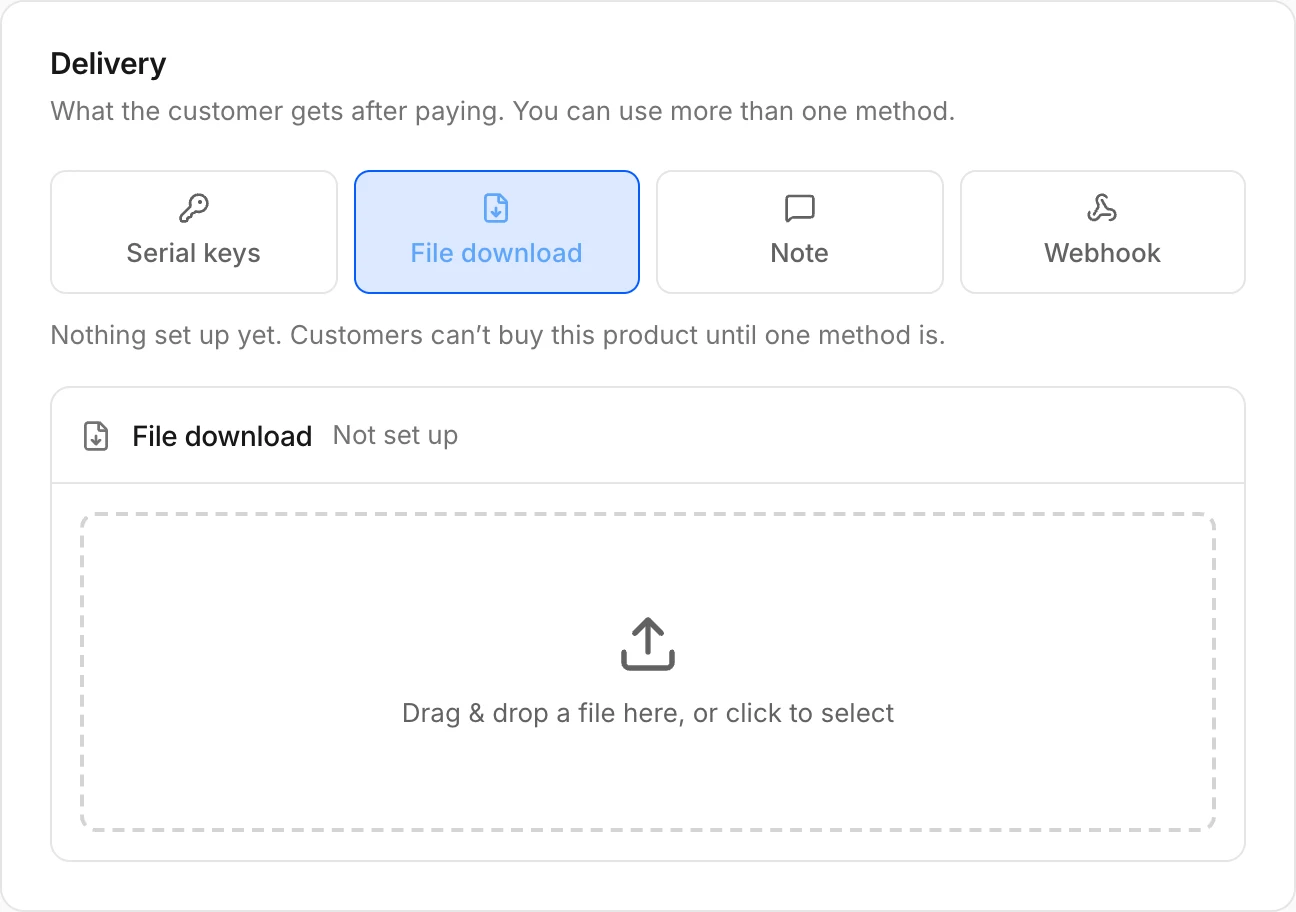 Delivery
What the customer gets after paying. You can use more than one method.
Serial keys
File download
Note
Webhook
Nothing set up yet. Customers can’t buy this product until one method is.
File download Not set up
Drag & drop a file here, or click to select